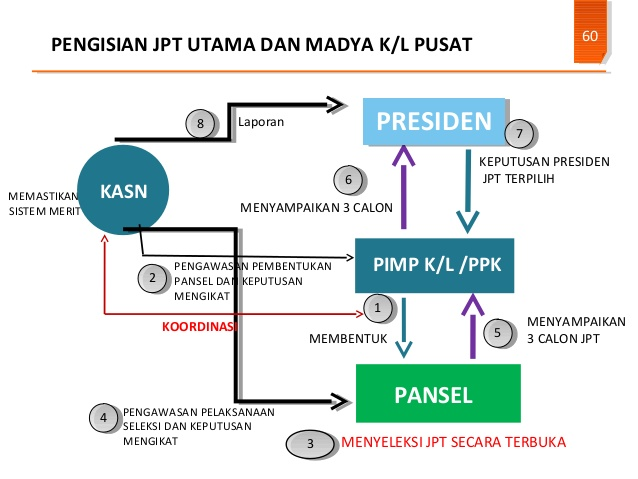 60
PENGISIAN JPT UTAMA DAN MADYA K/L PUSAT
8
Laporan
PRESIDEN
7
KEPUTUSAN PRESIDEN
JPT TERPILIH
6
MENYAMPAIKAN 3 CALON
KASN
MEMASTIKAN
SISTEM MERIT
2
PENGAWASAN PEMBENTUKAN
PANSEL DAN KEPUTUSAN
MENGIKAT
PIMP K/L /PPK
KOORDINASI
1
MEMBENTUK
5
MENYAMPAIKAN
3 CALON JPT
PANSEL
4
PENGAWASAN PELAKSANAAN
SELEKSI DAN KEPUTUSAN
MENGIKAT
3
MENYELEKSI JPT SECARA TERBUKA